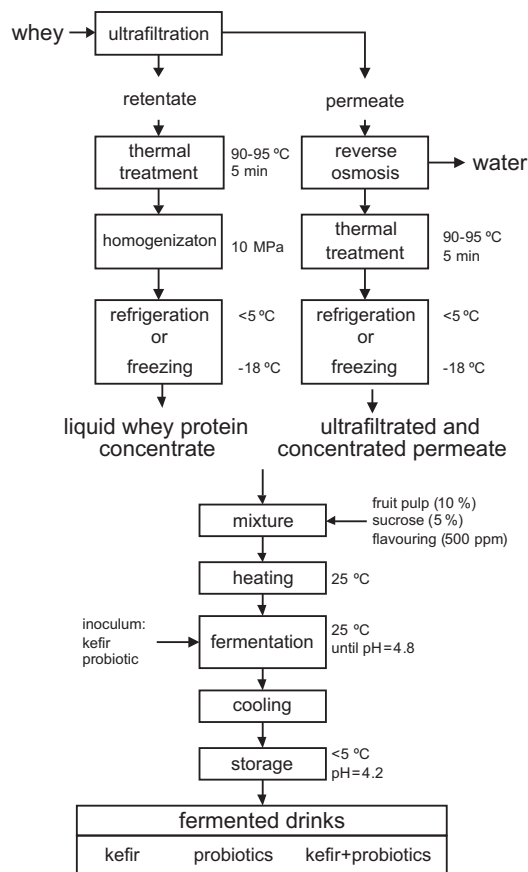 whey
ultrafiltration
retentate
permeate
thermal
treatment
90-95 ºC
5 min
reverse
osmosis
water
homogenizaton
10 MPa
thermal
treatment
90-95 ºC
5 min
refrigeration
or
freezing
<5 ºC
-18 ºC
refrigeration
or
freezing
<5 ºC
-18 ºC
liquid whey protein
concentrate
ultrafiltrated and
concentrated permeate
mixture
fruit pulp (10 %)
sucrose (5 %)
flavouring (500 ppm)
heating
25 ºC
inoculum:
kefir
probiotic
fermentation
25 ºC
until pH=4.8
cooling
storage
<5 ºC
pH=4.2
fermented drinks
kefir probiotics kefir+probiotics